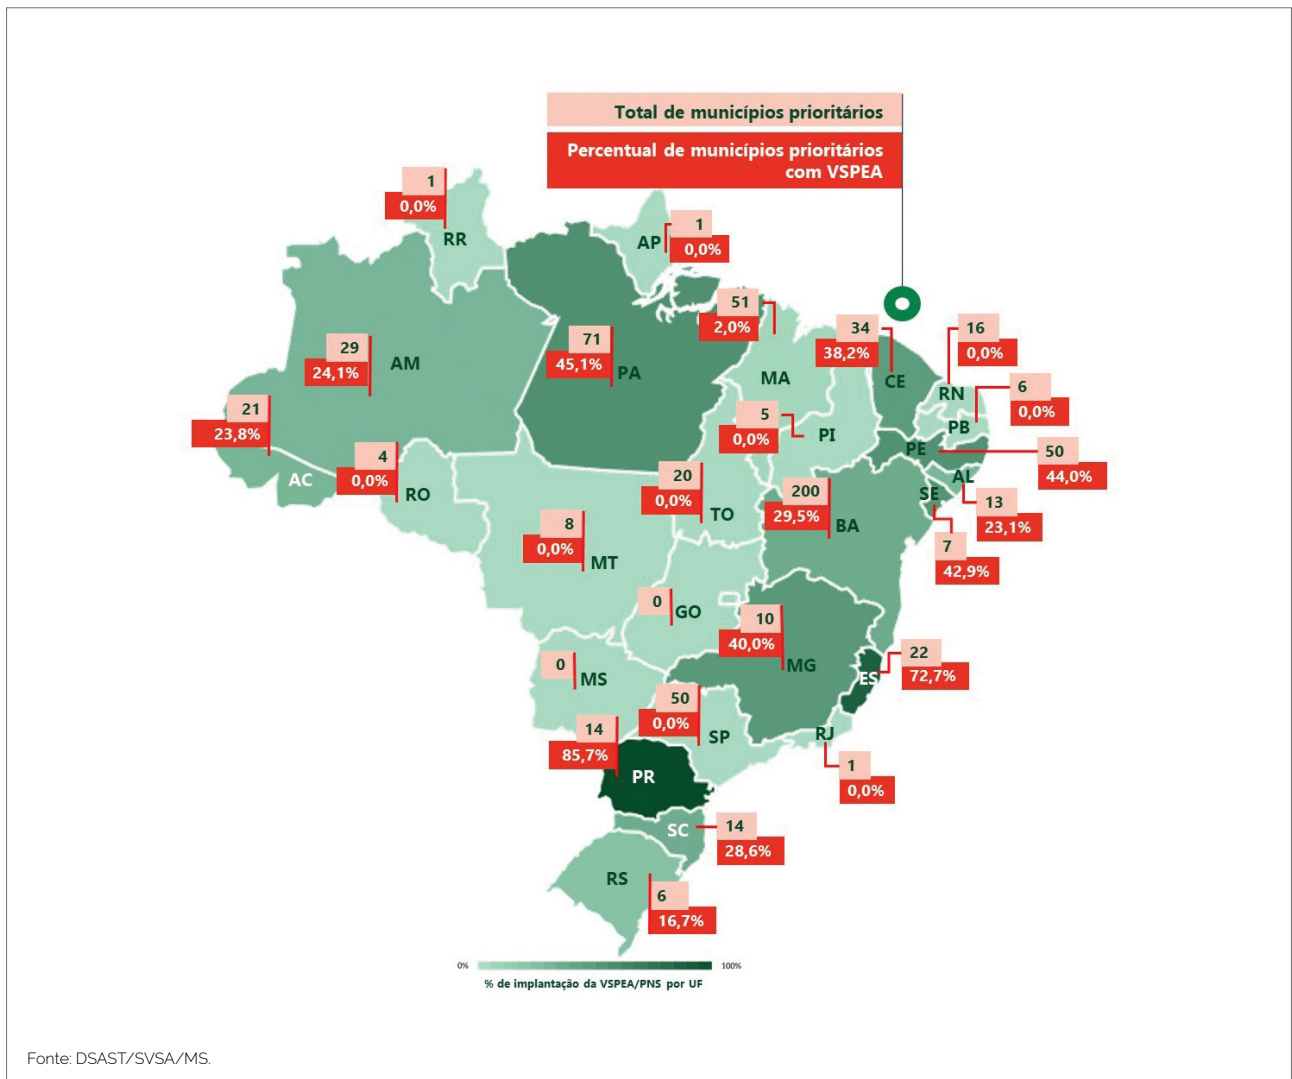 Total de municípios prioritários
Percentual de municípios prioritários
com VSPEA
1
0,0%
RR
AP
1
0,0%
29
24,1%
AM
71
45,1%
PA
51
2,0%
MA
34
38,2%
CE
16
0,0%
RN
6
0,0%
PB
21
23,8%
AC
4
0,0%
RO
5
0,0%
PI
PE
50
44,0%
AL
13
23,1%
SE
7
42,9%
20
0,0%
TO
200
29,5%
BA
8
0,0%
MT
0
GO
10
40,0%
MG
22
72,7%
ES
0
MS
50
0,0%
SP
RJ
1
0,0%
14
85,7%
PR
SC
14
28,6%
RS
6
16,7%
0%
100%
% de implantação da VSPEA/PNS por UF
Fonte: DSAST/SVSA/MS.